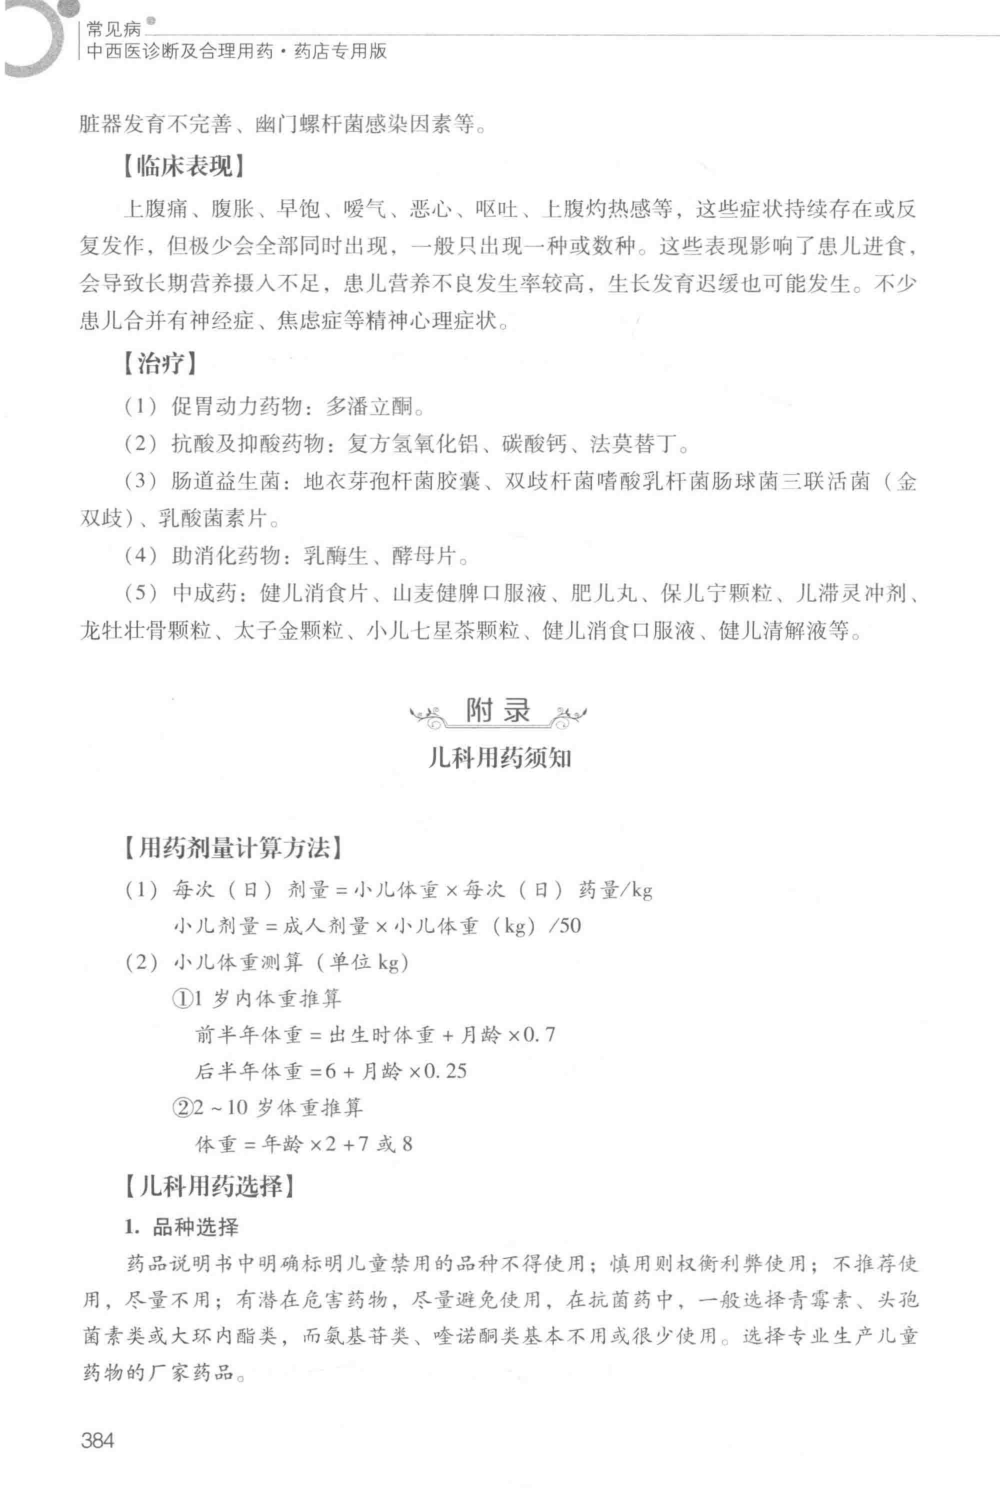 常见病
中西医诊断及合理用药·药店专用版
脏器发育不完善、幽门螺杆菌感染因素等。
【临床表现】
上腹痛、腹胀、早饱、嗳气、恶心、呕吐、上腹灼热感等，这些症状持续存在或反
复发作，但极少会全部同时出现，一般只出现一种或数种。这些表现影响了患儿进食，
会导致长期营养摄入不足，患儿营养不良发生率较高，生长发育迟缓也可能发生。不少
患儿合并有神经症、焦虑症等精神心理症状。
【治疗】
（1）促胃动力药物：多潘立酮。
（2）抗酸及抑酸药物：复方氢氧化铝、碳酸钙、法莫替丁。
（3）肠道益生菌：地衣芽孢杆菌胶囊、双歧杆菌嗜酸乳杆菌肠球菌三联活菌（金
双歧）、乳酸菌素片。
（4）助消化药物：乳酶生、酵母片。
（5）中成药：健儿消食片、山麦健脾口服液、肥儿丸、保儿宁颗粒、儿滞灵冲剂、
龙牡壮骨颗粒、太子金颗粒、小儿七星茶颗粒、健儿消食口服液、健儿清解液等。
附录
儿科用药须知
【用药剂量计算方法】
（1）每次（日）剂量=小儿体重×每次（日）药量/kg
小儿剂量=成人剂量×小儿体重（kg）/50
（2）小儿体重测算（单位 kg）
①1 岁内体重推算
前半年体重=出生时体重+月龄×0.7
后半年体重=6+月龄×0.25
②2~10 岁体重推算
体重=年龄×2+7 或 8
【儿科用药选择】
1. 品种选择
药品说明书中明确标明儿童禁用的品种不得使用；慎用则权衡利弊使用；不推荐使
用，尽量不用；有潜在危害药物，尽量避免使用，在抗菌药中，一般选择青霉素、头孢
菌素类或大环内酯类，而氨基苷类、喹诺酮类基本不用或很少使用。选择专业生产儿童
药物的厂家药品。
384